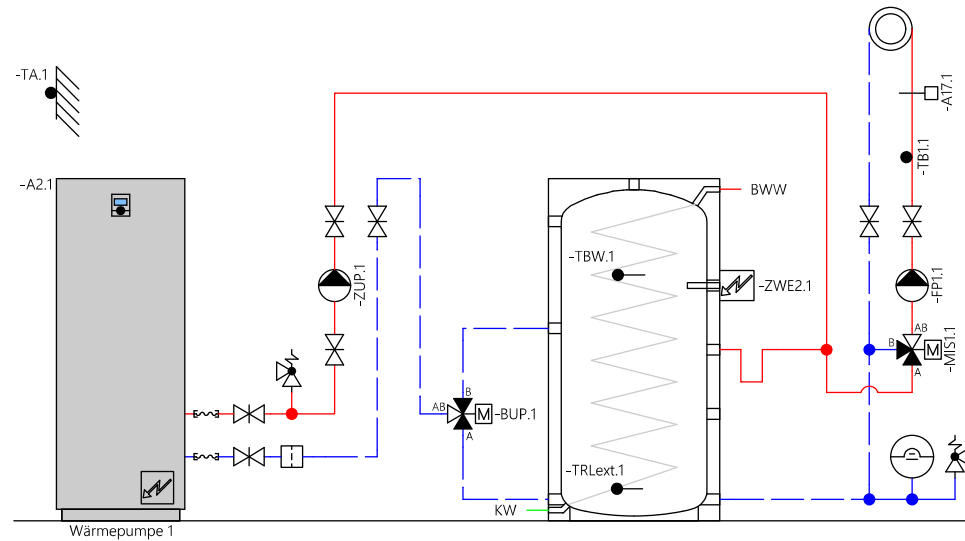 -TA.1
-A17.1
-TB1.1
-A2.1
BWW
-TBW.1
-ZUP.1
-ZWE2.1
-FP1.1
AB
B
M
-MIS1.1
A
B
AB
M
-BUP.1
A
-TRLext.1
KW
Wärmepumpe 1